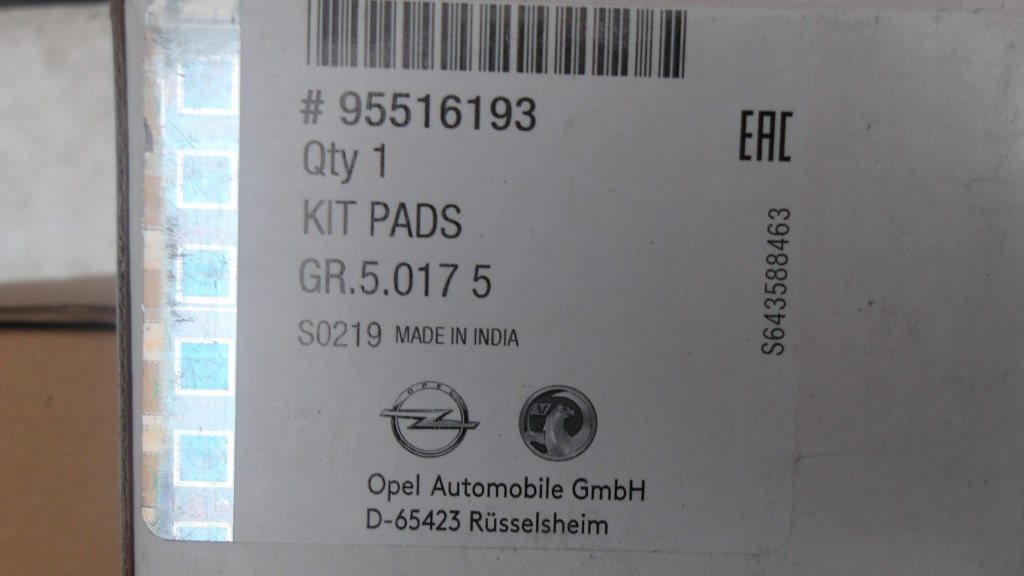 # 95516193
Qty 1
KIT PADS
GR.5.017 5
S0219 MADE IN INDIA
EAC
S643588463
OPEL
V
Opel Automobile GmbH
D-65423 Rüsselsheim